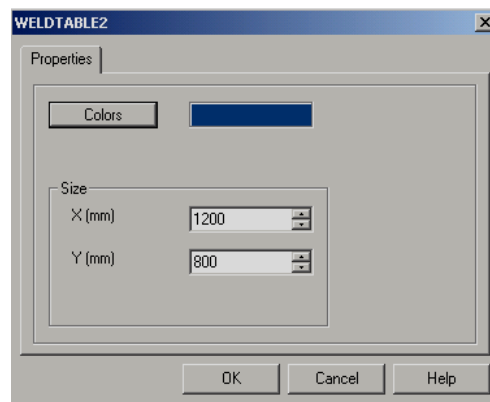 WELDTABLE2
Properties
Colors
Size
X (mm) 1200
Y (mm) 800
OK Cancel Help